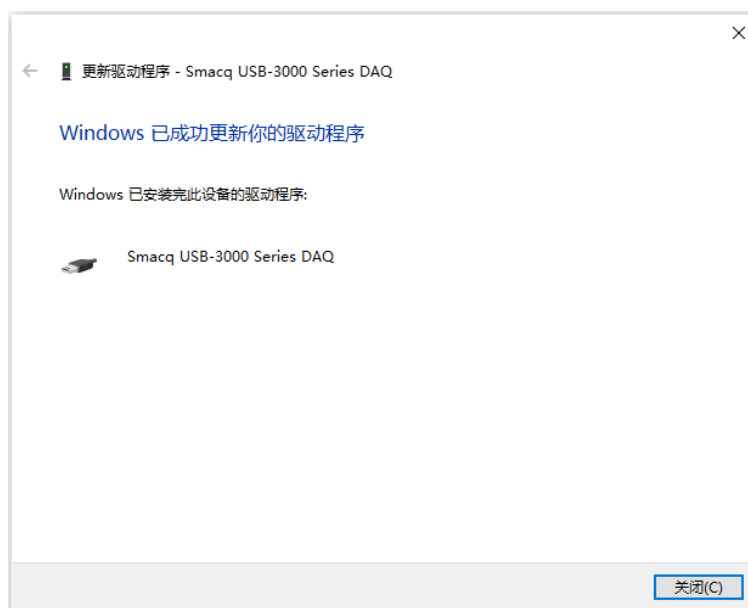 更新驱动程序 - Smacq USB-3000 Series DAQ
Windows 已成功更新你的驱动程序
Windows 已安装完此设备的驱动程序:
Smacq USB-3000 Series DAQ
关闭(C)